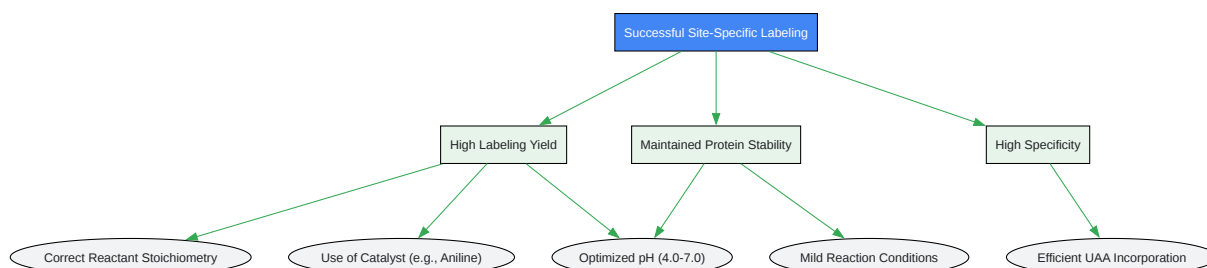 Successful Site-Specific Labeling
High Labeling Yield
Maintained Protein Stability
High Specificity
Correct Reactant Stoichiometry
Use of Catalyst (e.g., Aniline)
Optimized pH (4.0-7.0)
Mild Reaction Conditions
Efficient UAA Incorporation